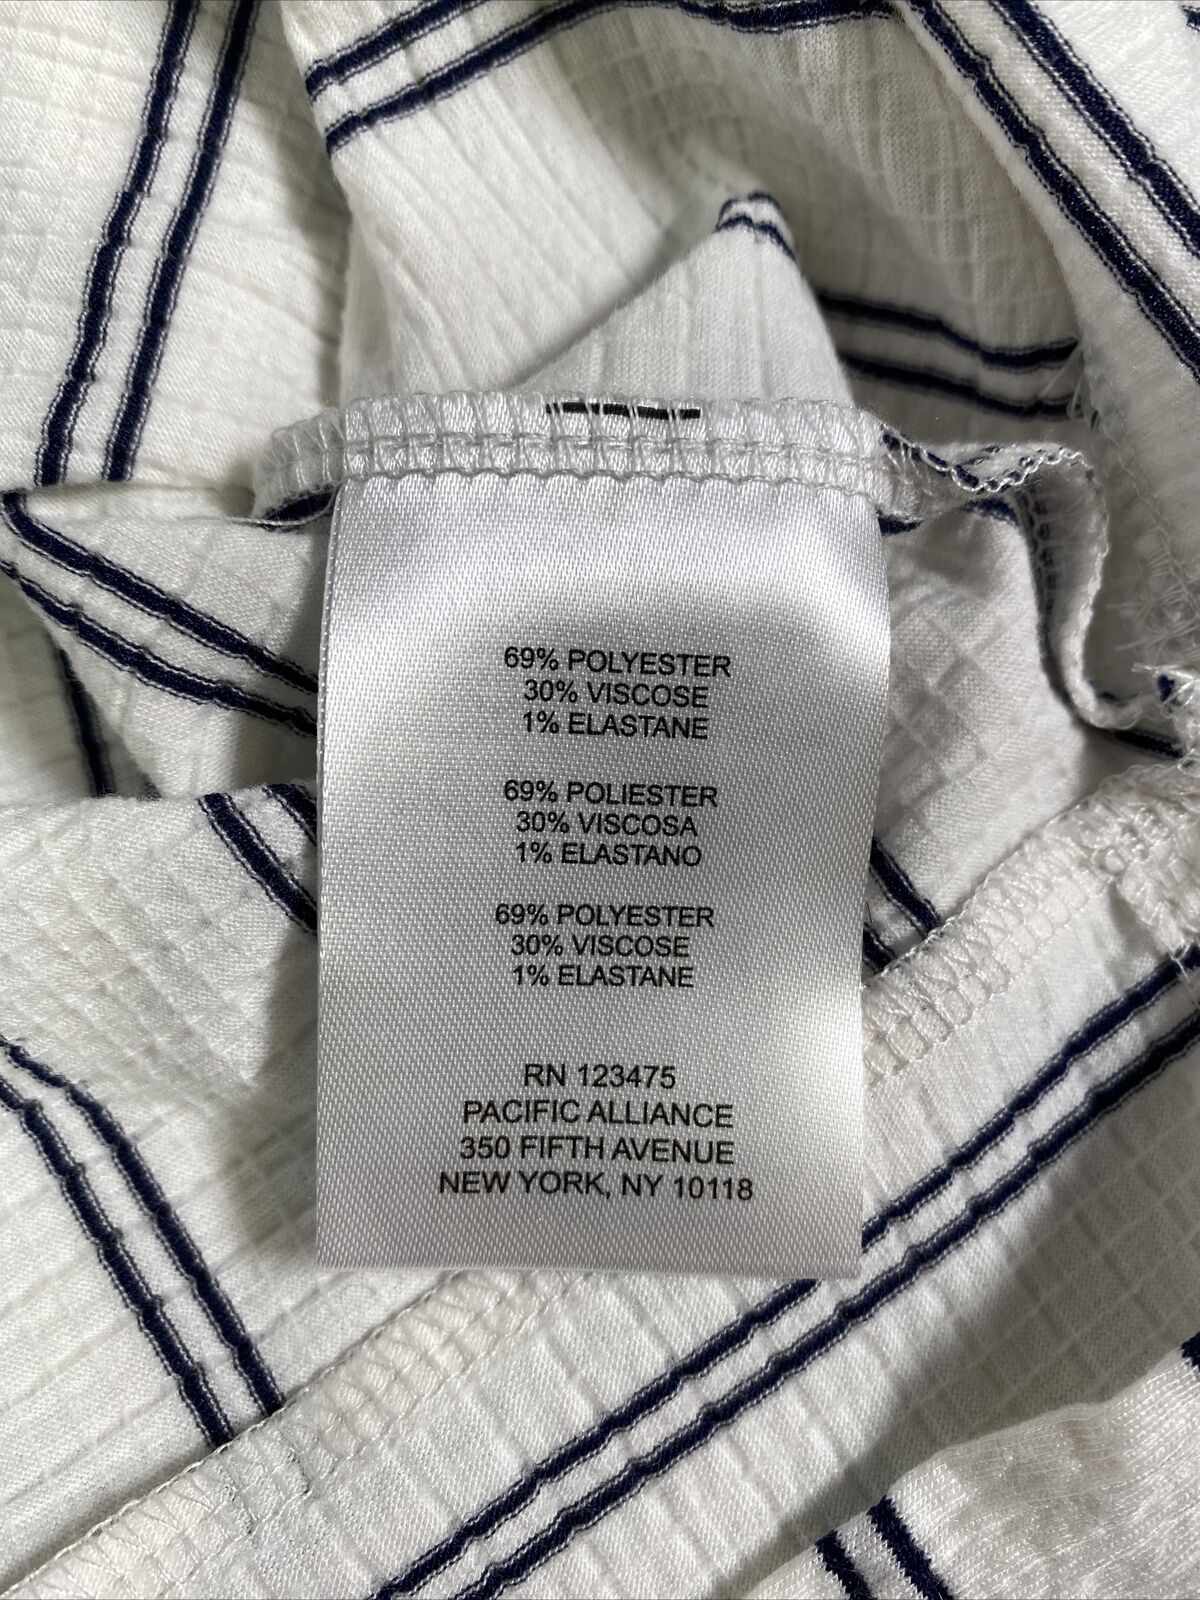 69% POLYESTER
30% VISCOSE
1% ELASTANE
69% POLIESTER
30% VISCOSA
1% ELASTANO
69% POLYESTER
30% VISCOSE
1% ELASTANE
RN 123475
PACIFIC ALLIANCE
350 FIFTH AVENUE
NEW YORK, NY 10118